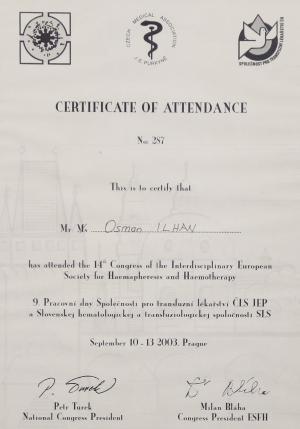 CZECH MEDICAL ASSOCIATION
J. E. PURKYNĚ
SPOLEČNOST PRO TRANSFUZNÍ LÉKAŘSTVÍ ČR
CERTIFICATE OF ATTENDANCE
No: 287
This is to certify that
Mr Ms Osman ILHAN
has attended the 14th Congress of the Interdisciplinary European
Society for Haemapheresis and Haemotherapy
9. Pracovní dny Společnosti pro transfuzní lékařství ČLS JEP
a Slovenskej hematologickej a transfuziologickej spoločnosti SLS
September 10 - 13 2003, Prague
Petr Turek Milan Bláha
National Congress President Congress President ESFH